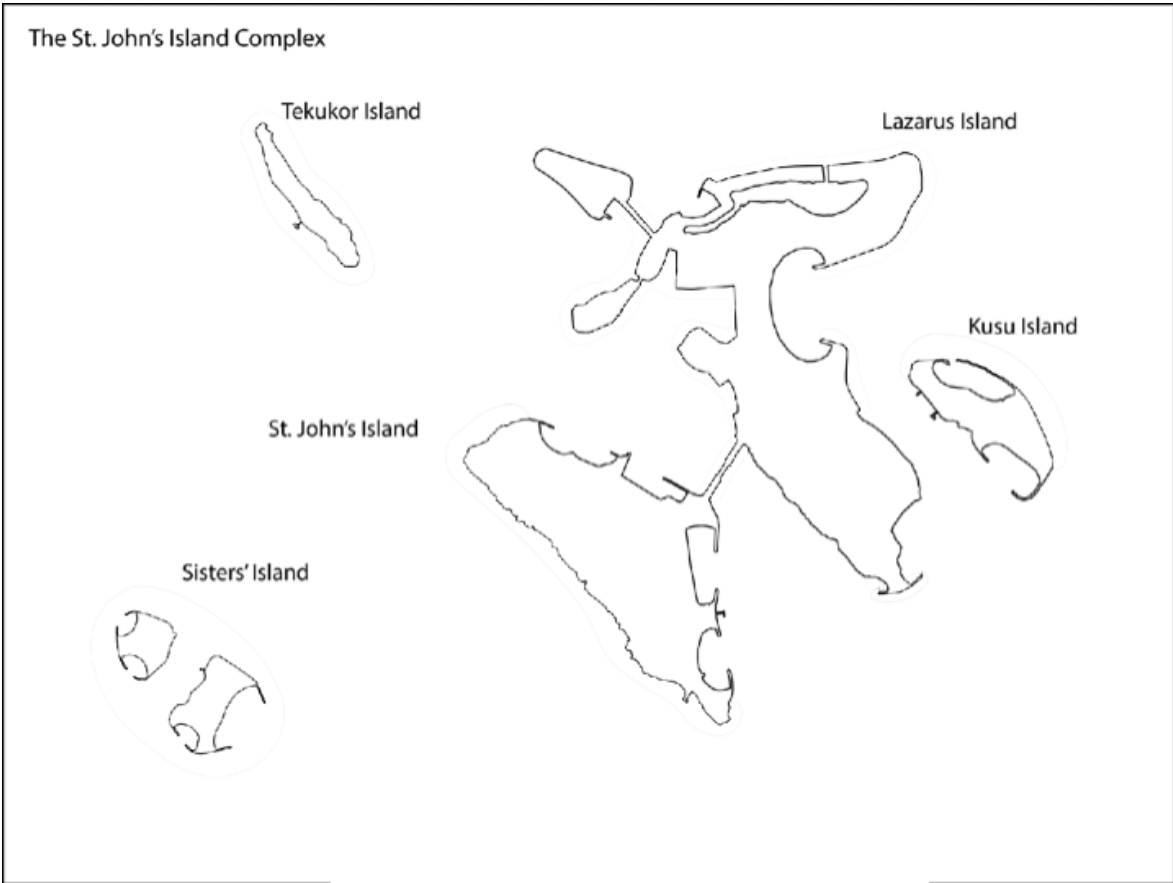 The St. John's Island Complex
Tekukor Island
Lazarus Island
Kusu Island
St. John's Island
Sisters' Island